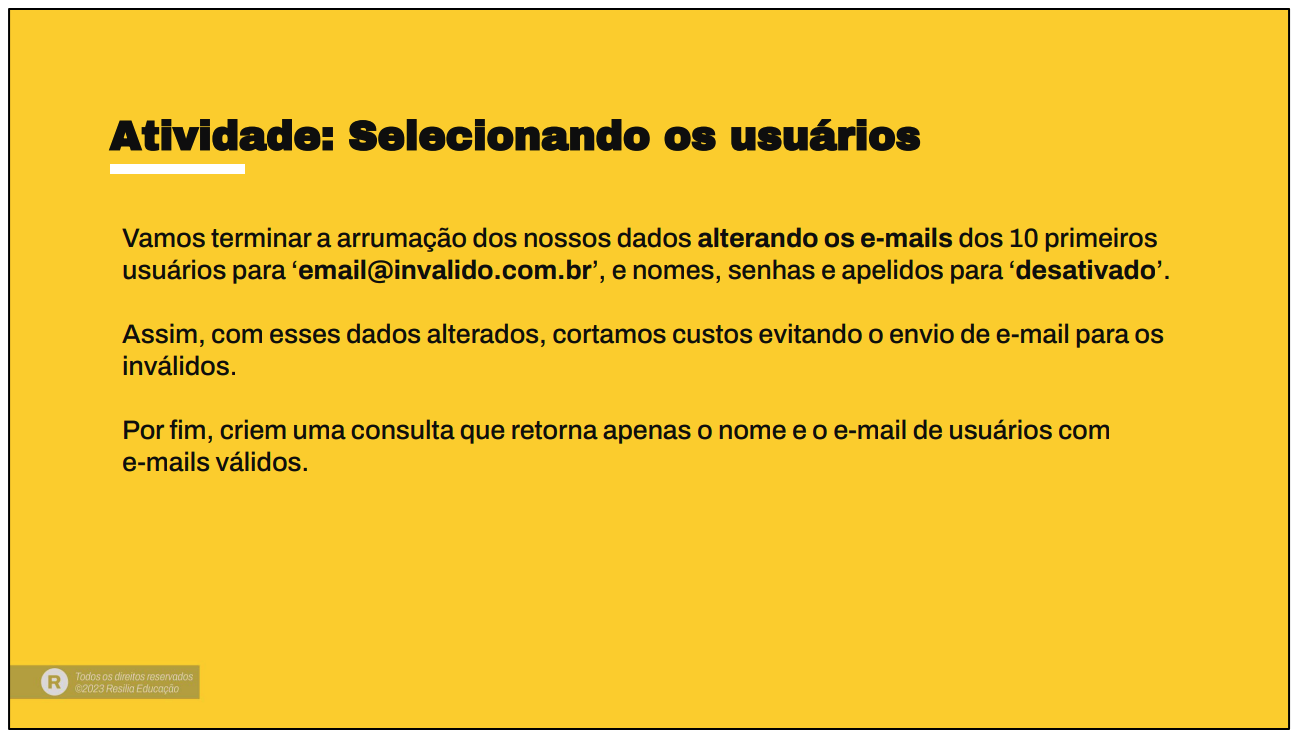 Atividade: Selecionando os usuários
Vamos terminar a arrumação dos nossos dados alterando os e-mails dos 10 primeiros
usuários para ‘email@invalido.com.br’, e nomes, senhas e apelidos para ‘desativado’.
Assim, com esses dados alterados, cortamos custos evitando o envio de e-mail para os
inválidos.
Por fim, criem uma consulta que retorna apenas o nome e o e-mail de usuários com
e-mails válidos.
R
Todos os direitos reservados
©2023 Resilia Educação